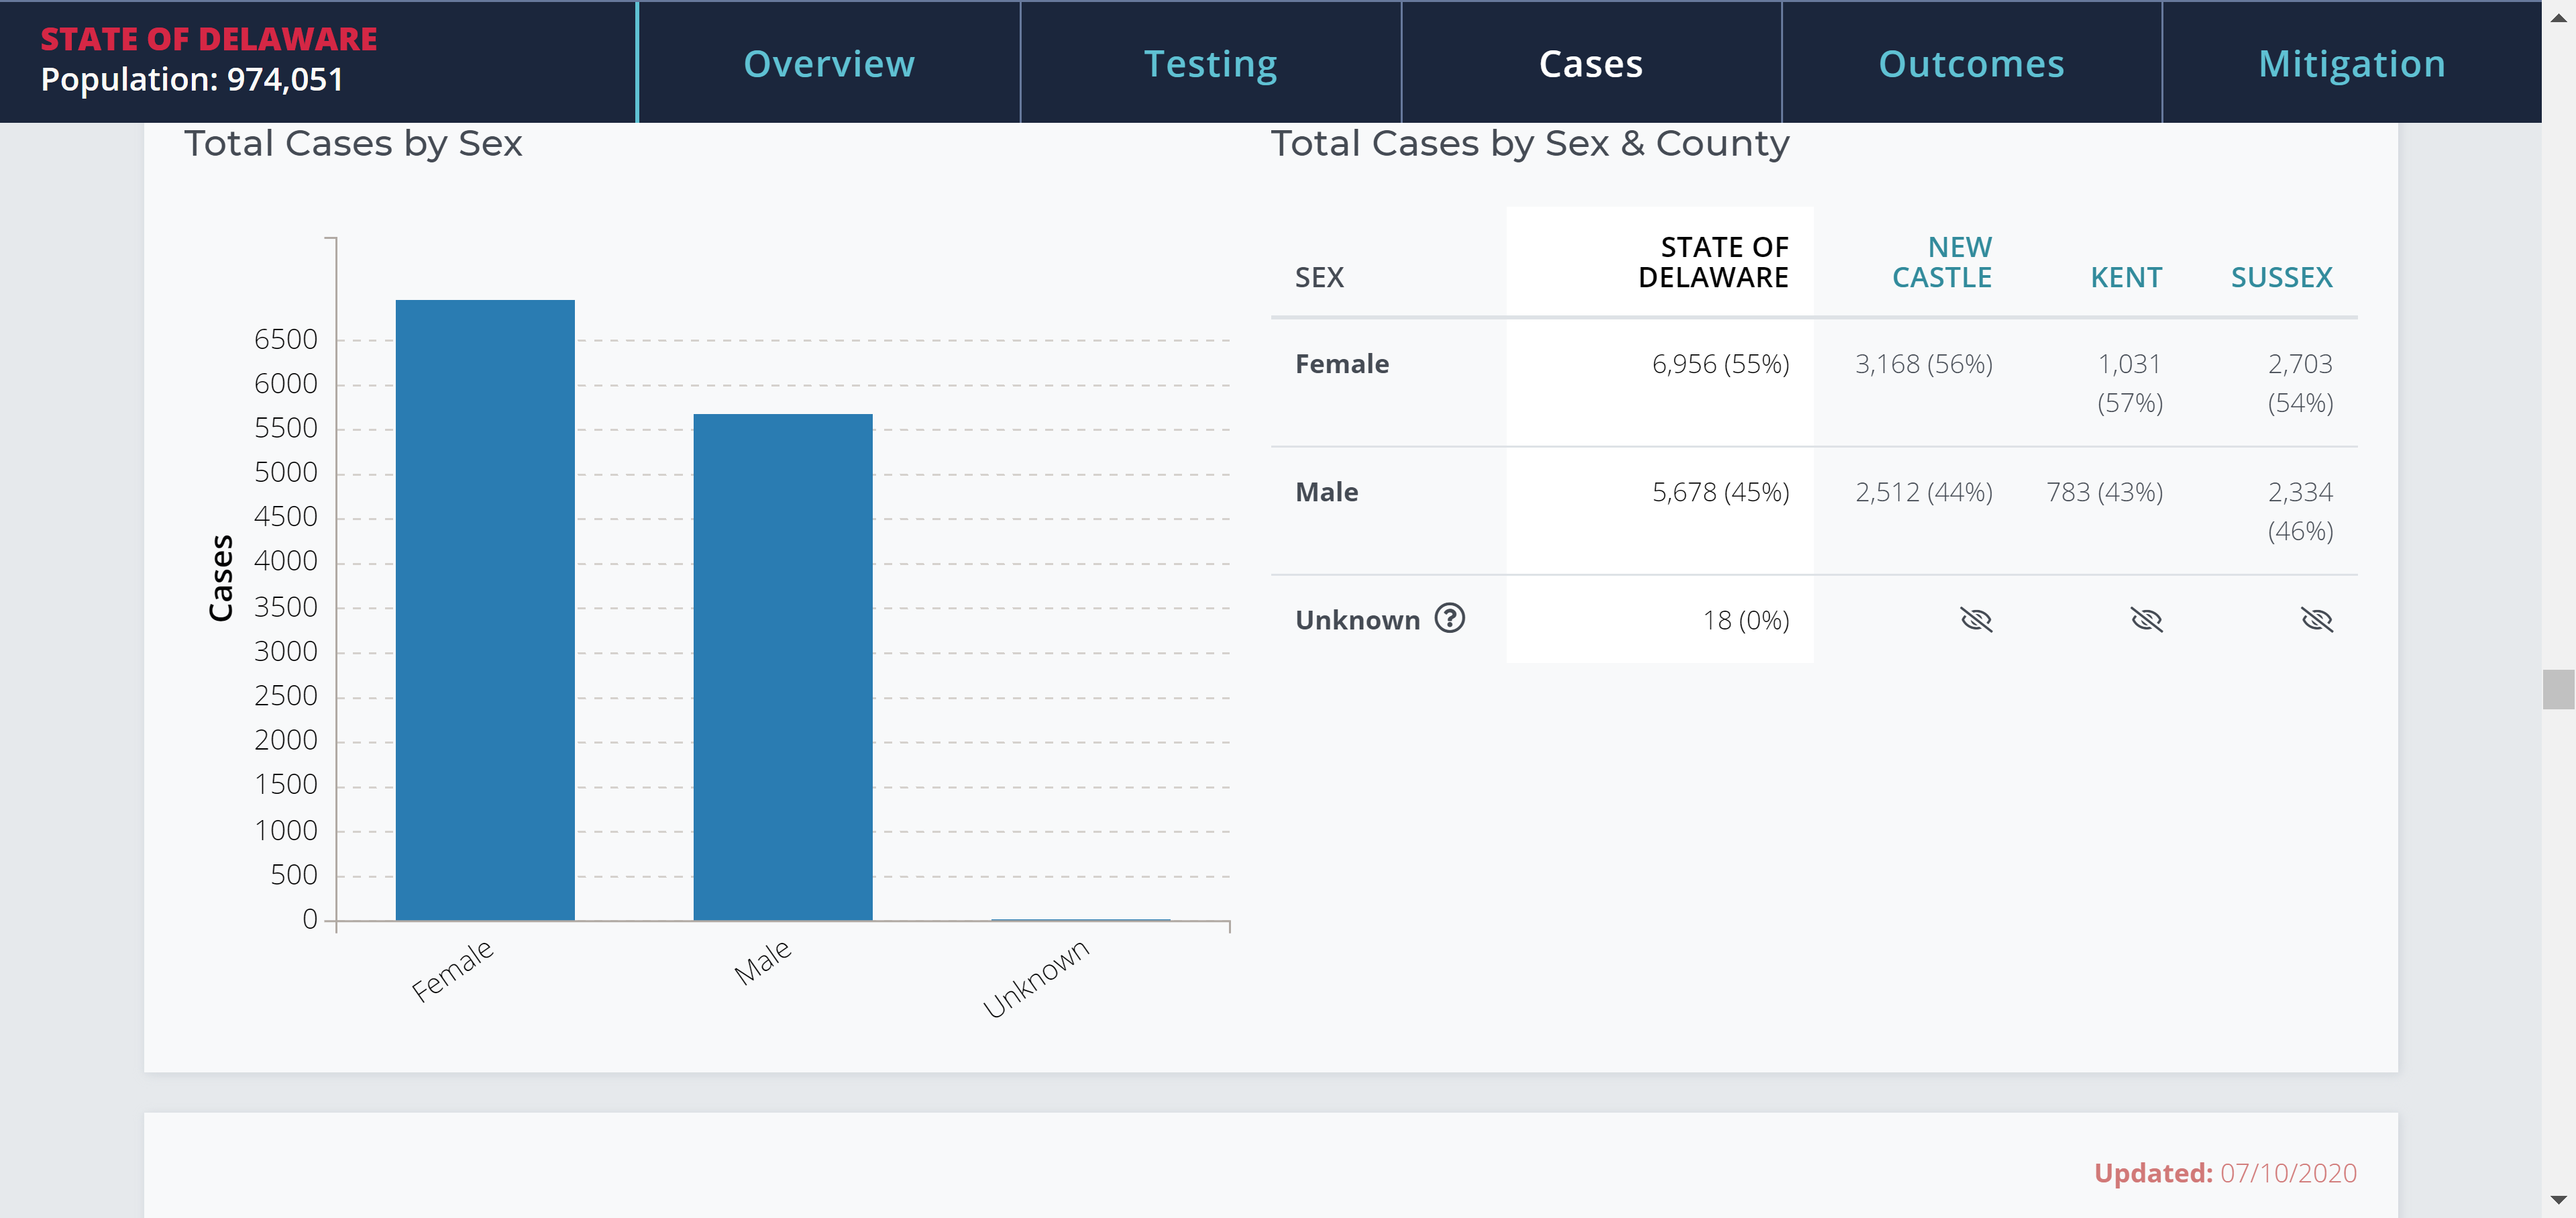 STATE OF DELAWARE
Population: 974,051
Overview
Testing
Cases
Outcomes
Mitigation
Total Cases by Sex
Cases
6500
6000
5500
5000
4500
4000
3500
3000
2500
2000
1500
1000
500
0
Female
Male
Unknown
Total Cases by Sex & County
SEX
STATE OF
DELAWARE
NEW
CASTLE
KENT
SUSSEX
Female
6,956 (55%)
3,168 (56%)
1,031
(57%)
2,703
(54%)
Male
5,678 (45%)
2,512 (44%)
783 (43%)
2,334
(46%)
Unknown ?
18 (0%)
Updated: 07/10/2020